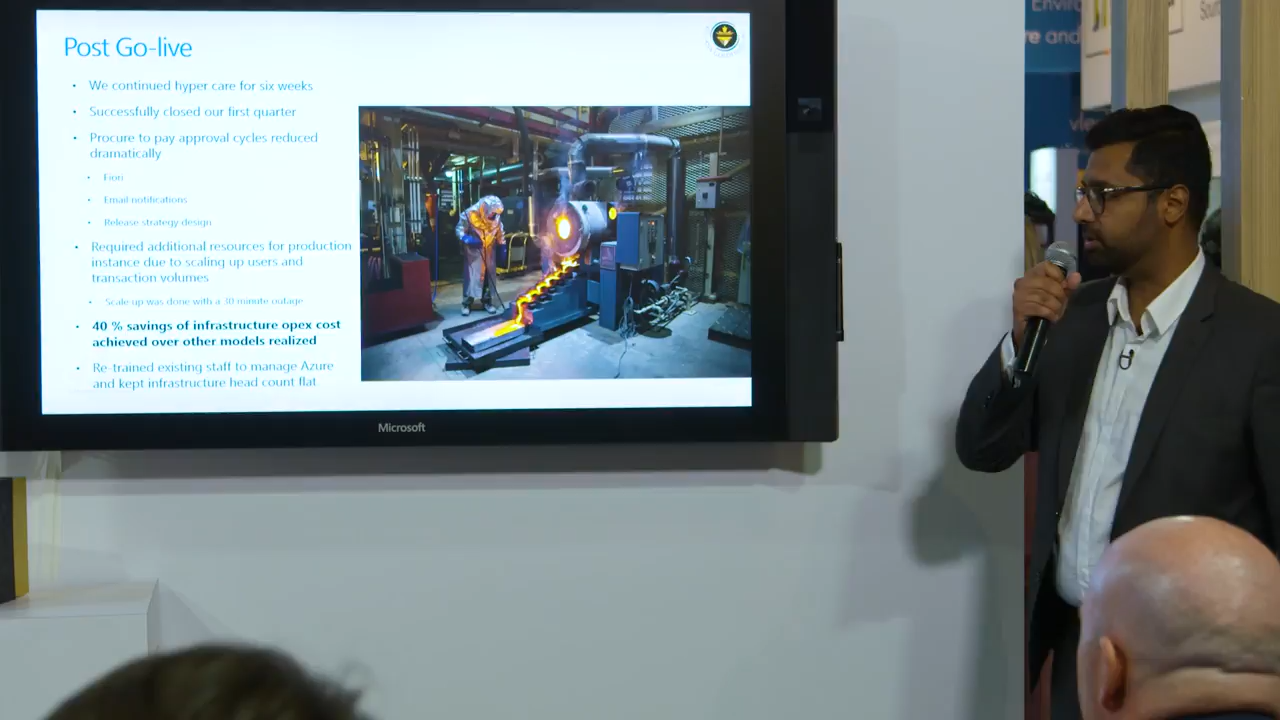 Post Go-live
• We continued hyper care for six weeks
• Successfully closed our first quarter
• Procure to pay approval cycles reduced
dramatically
• Fiori
• Email notifications
• Release strategy design
• Required additional resources for production
instance due to scaling up users and
transaction volumes
• Scale up was done with a 30 minute outage
• 40 % savings of infrastructure opex cost
achieved over other models realized
• Re-trained existing staff to manage Azure
and kept infrastructure head count flat
Microsoft